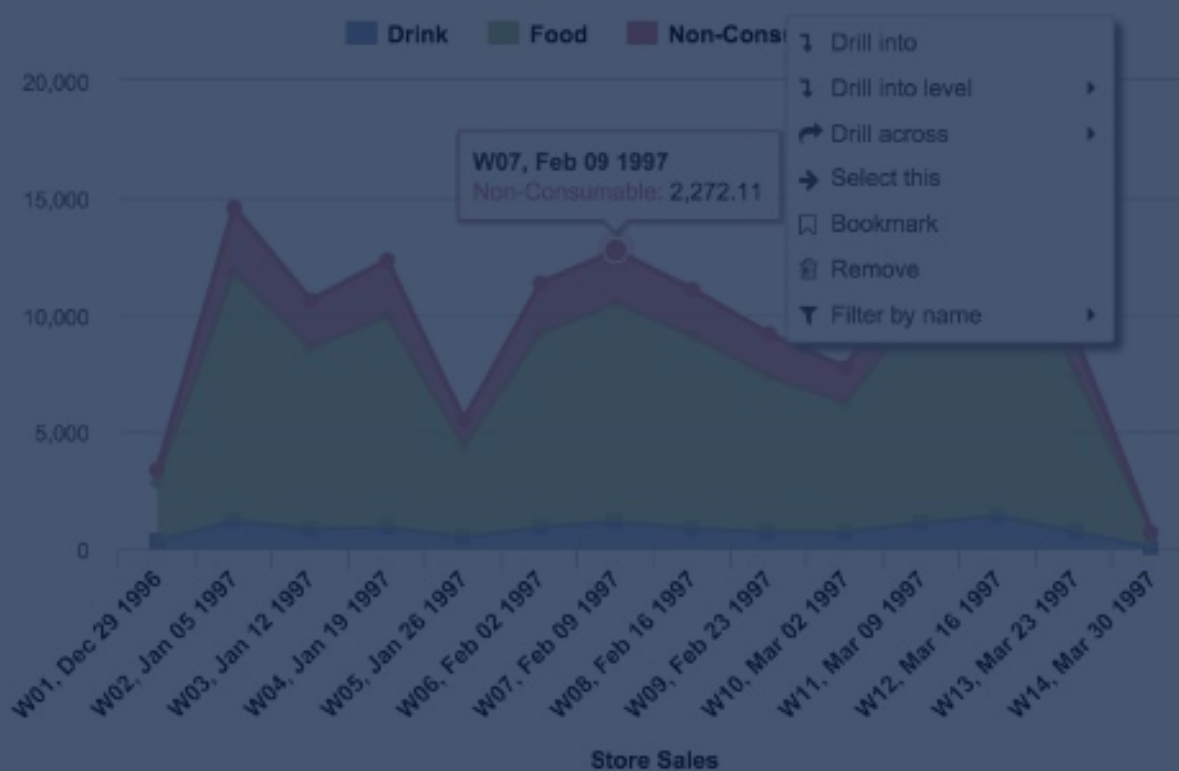 Drink Food Non-Consu
Drill into
Drill into level
Drill across
Select this
Bookmark
Remove
Filter by name
20,000
15,000
10,000
5,000
0
W07, Feb 09 1997
Non-Consumable: 2,272.11
W01, Dec 29 1996
W02, Jan 05 1997
W03, Jan 12 1997
W04, Jan 19 1997
W05, Jan 26 1997
W06, Feb 02 1997
W07, Feb 09 1997
W08, Feb 16 1997
W09, Feb 23 1997
W10, Mar 02 1997
W11, Mar 09 1997
W12, Mar 16 1997
W13, Mar 23 1997
W14, Mar 30 1997
Store Sales